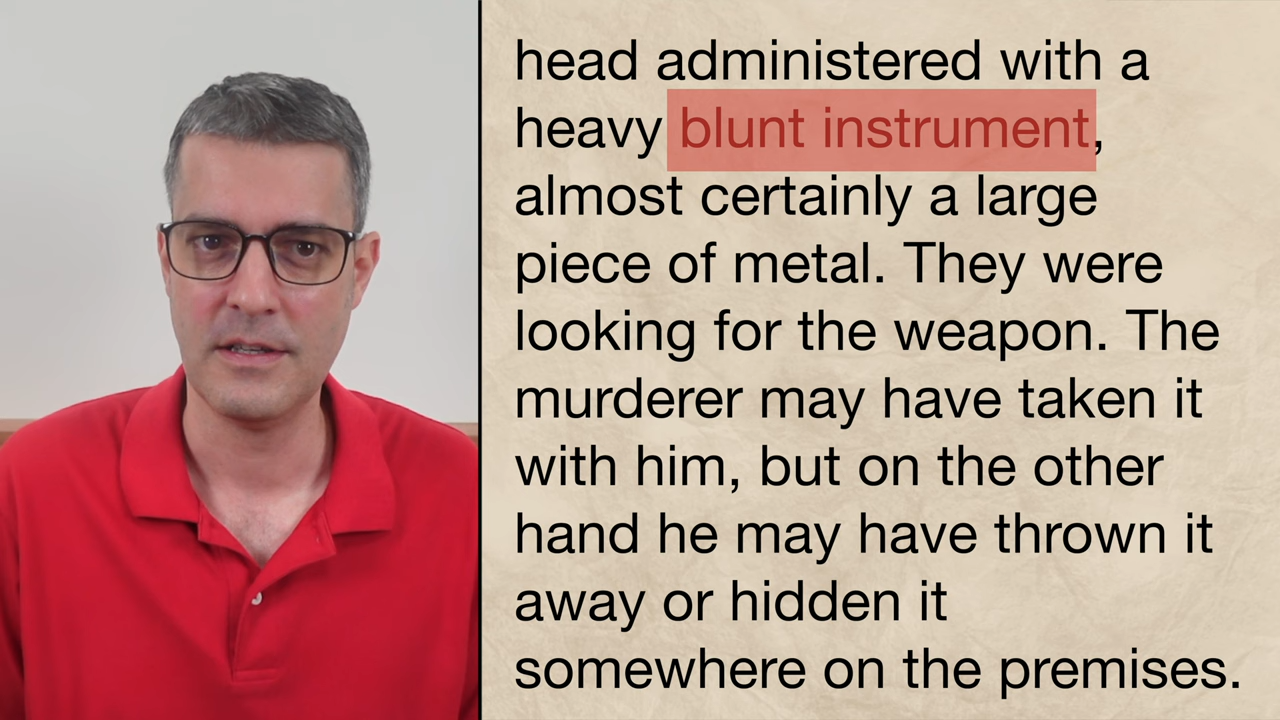 head administered with a
heavy blunt instrument,
almost certainly a large
piece of metal. They were
looking for the weapon. The
murderer may have taken it
with him, but on the other
hand he may have thrown it
away or hidden it
somewhere on the premises.